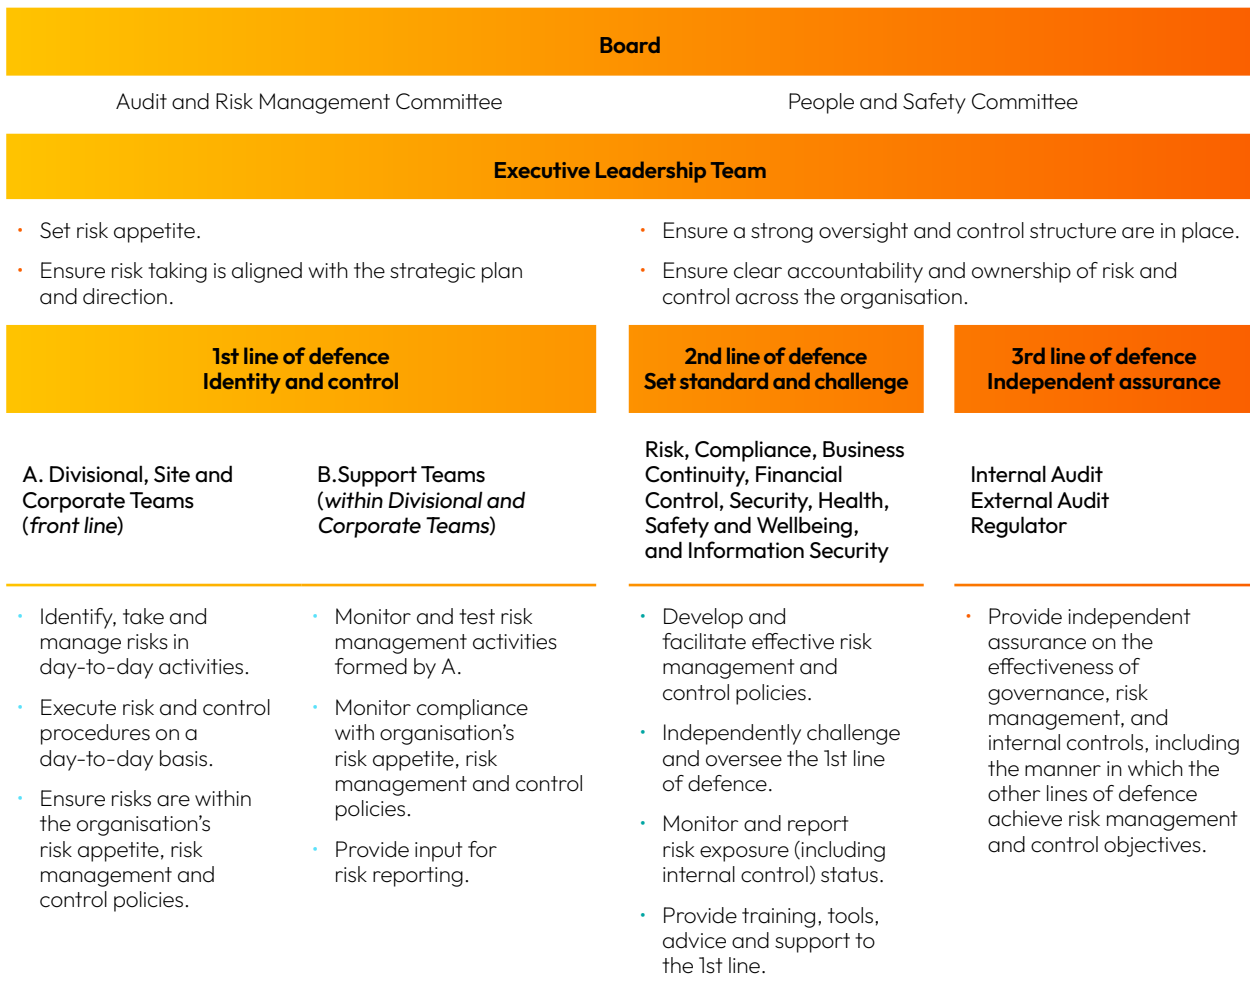 Board
Audit and Risk Management Committee
People and Safety Committee
Executive Leadership Team
• Set risk appetite.
• Ensure risk taking is aligned with the strategic plan
and direction.
• Ensure a strong oversight and control structure are in place.
• Ensure clear accountability and ownership of risk and
control across the organisation.
1st line of defence
Identity and control
A. Divisional, Site and
Corporate Teams
(front line)
• Identify, take and
manage risks in
day-to-day activities.
• Execute risk and control
procedures on a
day-to-day basis.
• Ensure risks are within
the organisation’s
risk appetite, risk
management and
control policies.
B.Support Teams
(within Divisional and
Corporate Teams)
• Monitor and test risk
management activities
formed by A.
• Monitor compliance
with organisation’s
risk appetite, risk
management and control
policies.
• Provide input for
risk reporting.
2nd line of defence
Set standard and challenge
Risk, Compliance, Business
Continuity, Financial
Control, Security, Health,
Safety and Wellbeing,
and Information Security
• Develop and
facilitate effective risk
management and
control policies.
• Independently challenge
and oversee the 1st line
of defence.
• Monitor and report
risk exposure (including
internal control) status.
• Provide training, tools,
advice and support to
the 1st line.
3rd line of defence
Independent assurance
Internal Audit
External Audit
Regulator
• Provide independent
assurance on the
effectiveness of
governance, risk
management, and
internal controls, including
the manner in which the
other lines of defence
achieve risk management
and control objectives.